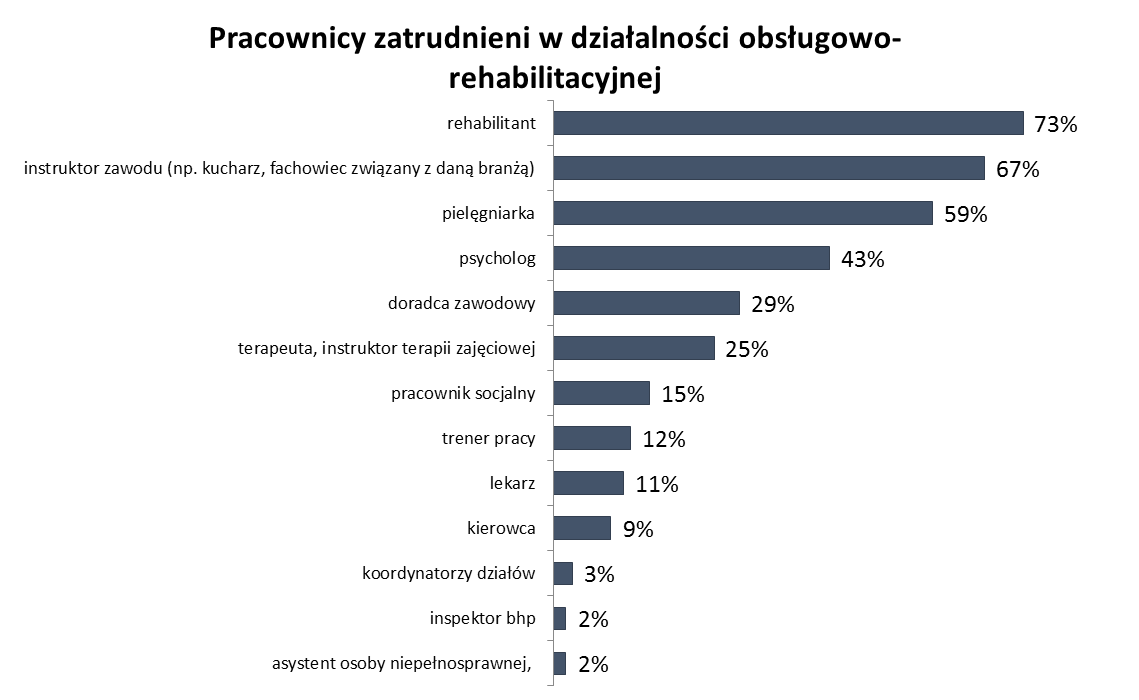 Pracownicy zatrudnieni w działalności obsługowo-
rehabilitacyjnej
rehabilitant 73%
instruktor zawodu (np. kucharz, fachowiec związany z daną branżą) 67%
pielęgniarka 59%
psycholog 43%
doradca zawodowy 29%
terapeuta, instruktor terapii zajęciowej 25%
pracownik socjalny 15%
trener pracy 12%
lekarz 11%
kierowca 9%
koordynatorzy działów 3%
inspektor bhp 2%
asystent osoby niepełnosprawnej, 2%